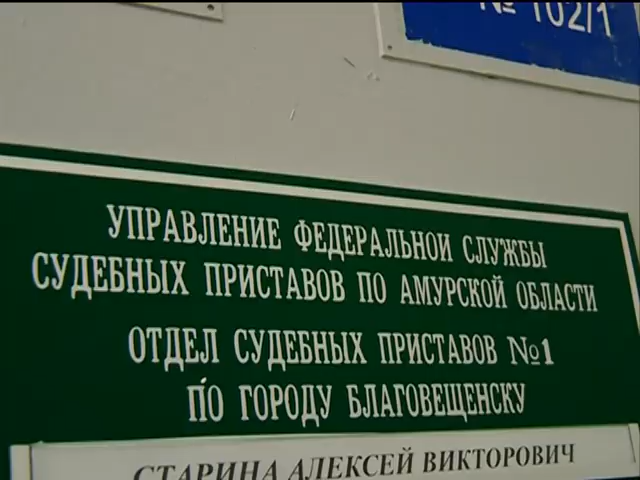 № 102/1
УПРАВЛЕНИЕ ФЕДЕРАЛЬНОЙ СЛУЖБЫ
СУДЕБНЫХ ПРИСТАВОВ ПО АМУРСКОЙ ОБЛАСТИ
ОТДЕЛ СУДЕБНЫХ ПРИСТАВОВ №1
ПО ГОРОДУ БЛАГОВЕЩЕНСКУ
СТАРИНА АЛЕКСЕЙ ВИКТОРОВИЧ